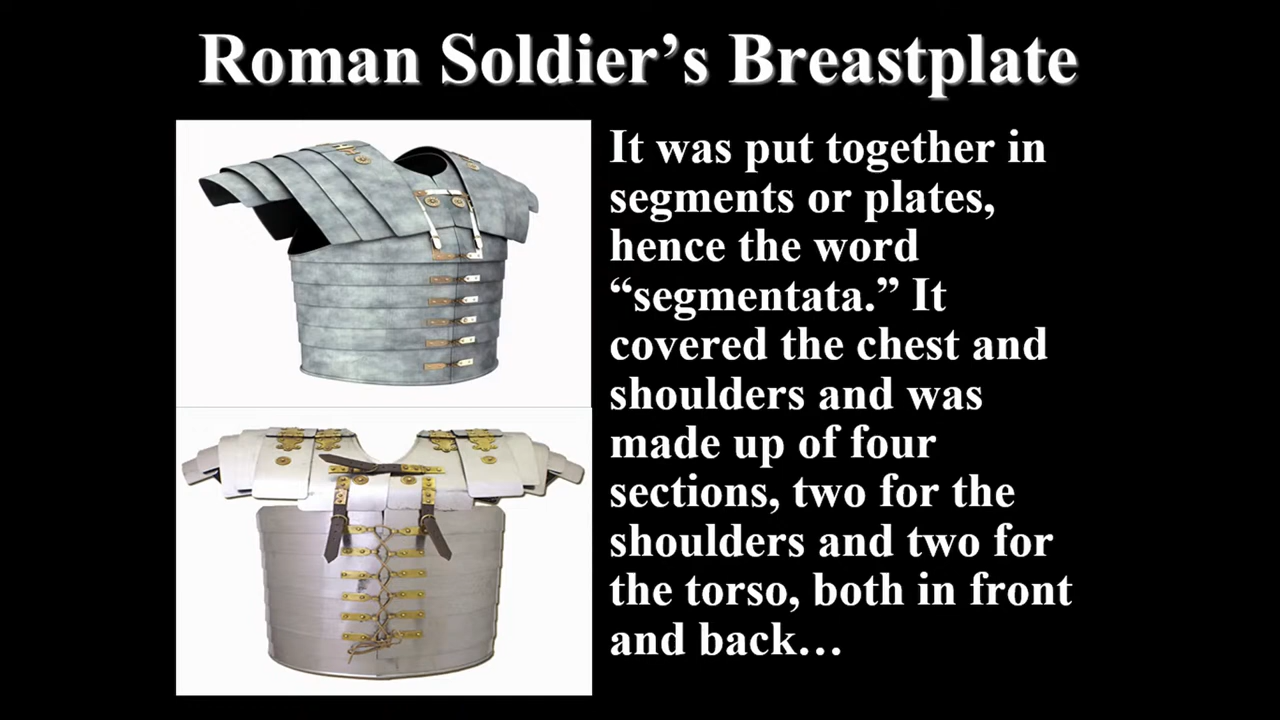 Roman Soldier’s Breastplate
It was put together in
segments or plates,
hence the word
“segmentata.” It
covered the chest and
shoulders and was
made up of four
sections, two for the
shoulders and two for
the torso, both in front
and back…